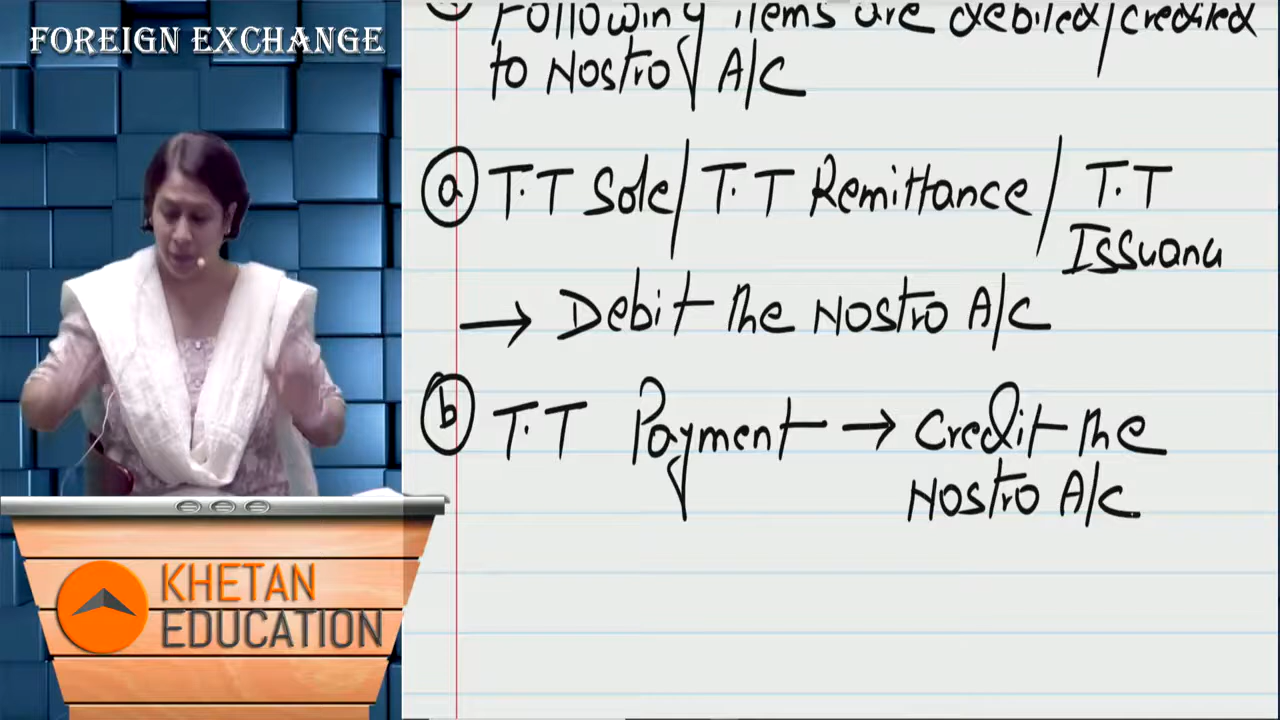 FOREIGN EXCHANGE
Following items are debited/credited
to Nostro A/C
a T.T Sale / T.T Remittance / T.T
Issuanc
→ Debit the Nostro A/C
b T.T Payment → Credit the
Nostro A/C
KHETAN
EDUCATION